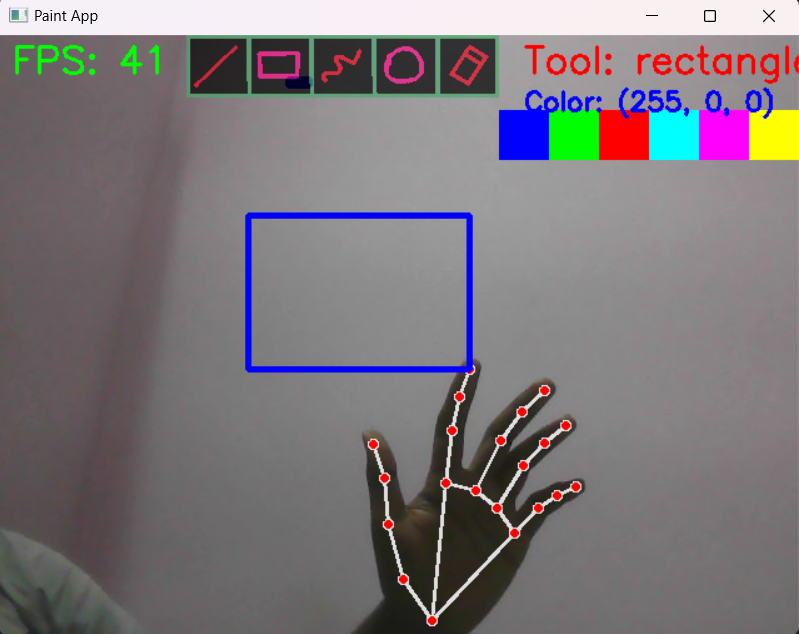 Paint App
FPS: 41
Tool: rectangle
Color: (255, 0, 0)